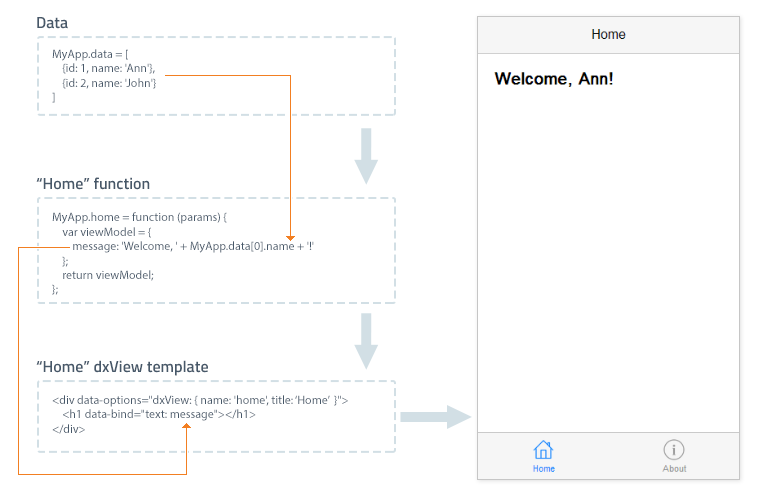 Data
MyApp.data = [
{id: 1, name: 'Ann'},
{id: 2, name: 'John'}
]
“Home” function
MyApp.home = function (params) {
var viewModel = {
message: 'Welcome, ' + MyApp.data[0].name + '!'
};
return viewModel;
};
“Home” dxView template
<div data-options="dxView: { name: 'home', title: ‘Home’ }">
<h1 data-bind="text: message"></h1>
</div>
Home
Welcome, Ann!
Home
About